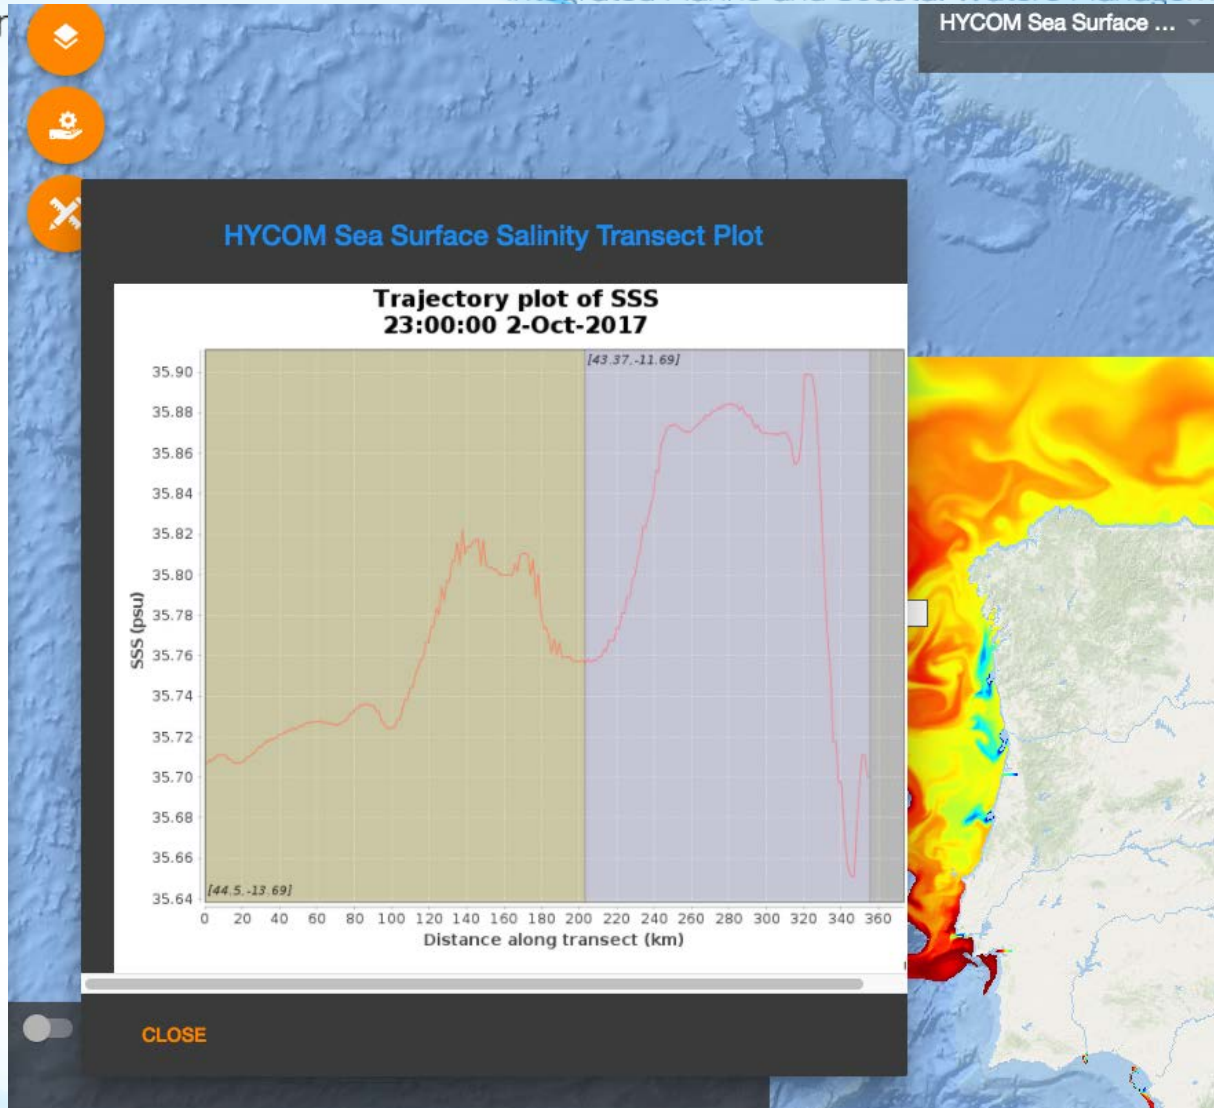 HYCOM Sea Surface ...
HYCOM Sea Surface Salinity Transect Plot
Trajectory plot of SSS
23:00:00 2-Oct-2017
[43.37,-11.69]
35.90
35.88
35.86
35.84
35.82
35.80
35.78
35.76
35.74
35.72
35.70
35.68
35.66
35.64
SSS (psu)
[44.5,-13.69]
0 20 40 60 80 100 120 140 160 180 200 220 240 260 280 300 320 340 360
Distance along transect (km)
CLOSE